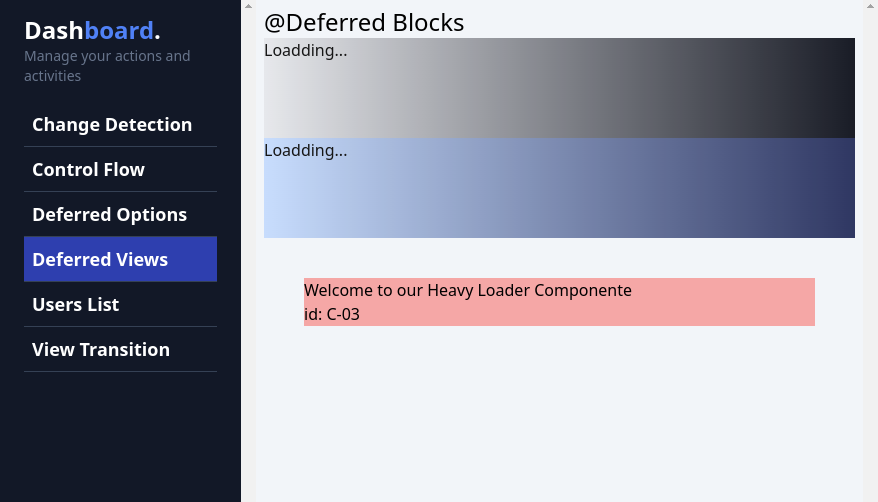 Dashboard.
Manage your actions and
activities
Change Detection
Control Flow
Deferred Options
Deferred Views
Users List
View Transition
@Deferred Blocks
Loadding...
Loadding...
Welcome to our Heavy Loader Componente
id: C-03